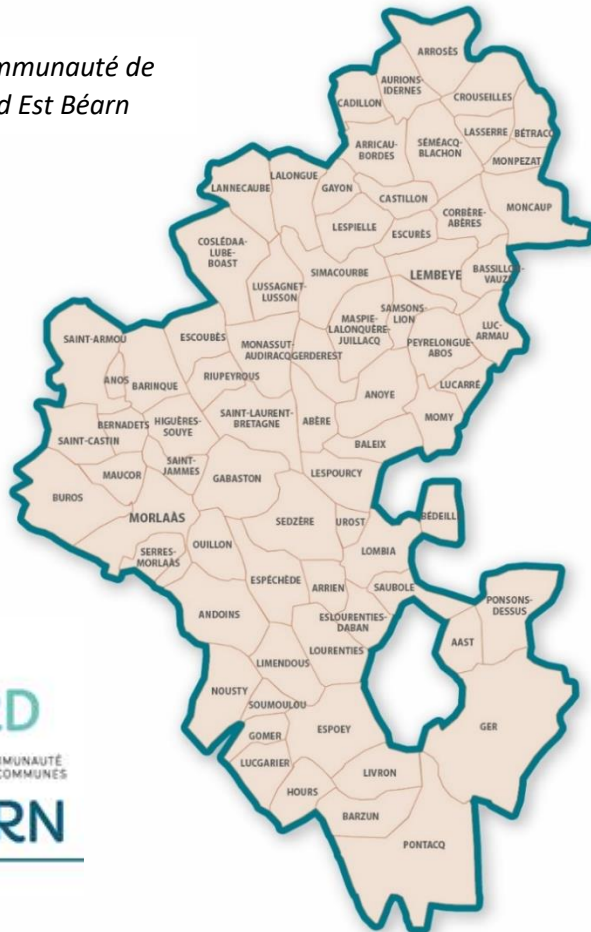 mmunauté de
d Est Béarn
ARROSÈS
AURIONS-
IDERNES
CADILLON
CROUSEILLES
LASSERRE
BÉTRAC
ARRICAU-
BORDES
SÉMÉACQ-
BLACHON
MONPEZAT
LANNECAUBE
LALONGUE
GAYON
CASTILLON
CORBÈRE-
ABÈRES
MONCAUP
LESPIELLE
ESCURÈS
COSLÉDAA-
LUBE-
BOAST
SIMACOURBE
LEMBEYE
BASSILLON-
VAUZE
LUSSAGNET-
LUSSON
SAMSONS-
LION
MASPIE-
LALONQUÈRE-
JUILLACQ
LUC-
ARMAU
SAINT-ARMOU
ESCOUBÈS
MONASSUT-
AUDIRACQ
GERDEREST
PEYRELONGUE-
ABOS
ANOS
BARINQUE
RIUPEYROUS
LUCARRÉ
ANOYE
SAINT-LAURENT-
BRETAGNE
ABÈRE
MOMY
BERNADETS
HIGUÈRES-
SOUYE
SAINT-CASTIN
BALEIX
SAINT-
JAMMES
MAUCOR
GABASTON
LESPOURCY
BUROS
MORLAÀS
SEDZÈRE
UROST
BÉDEILL
SERRES-
MORLAÀS
OUILLON
LOMBIA
ESPÉCHÈDE
ARRIEN
SAUBOLE
PONSONS-
DESSUS
ANDOINS
ESLOURENTIES-
DABAN
AAST
LOURENTIES
LIMENDOUS
NOUSTY
SOUMOULOU
GER
GOMER
ESPOEY
LUCGARIER
LIVRON
HOURS
BARZUN
PONTACQ
RD
MUNAUTÉ
COMMUNES
RN